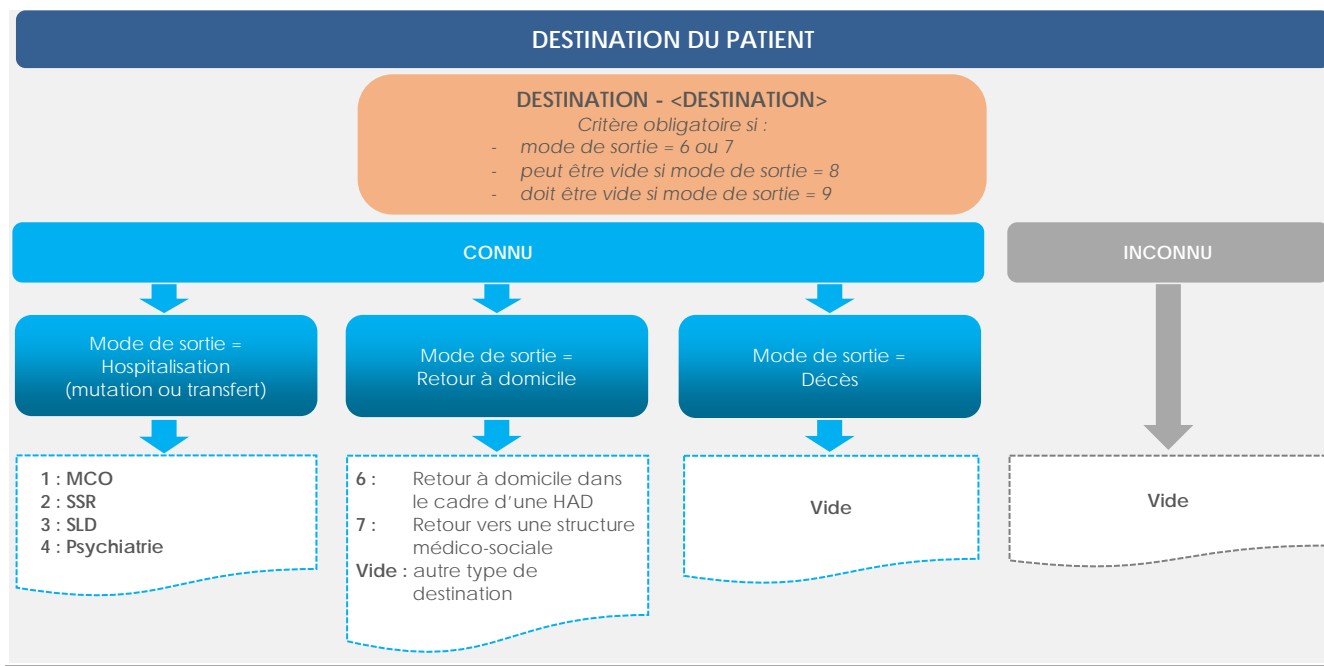 DESTINATION DU PATIENT
DESTINATION - <DESTINATION>
Critère obligatoire si :
- mode de sortie = 6 ou 7
- peut être vide si mode de sortie = 8
- doit être vide si mode de sortie = 9
CONNU
INCONNU
Mode de sortie =
Hospitalisation
(mutation ou transfert)
Mode de sortie =
Retour à domicile
Mode de sortie =
Décès
1 : MCO
2 : SSR
3 : SLD
4 : Psychiatrie
6 : Retour à domicile dans
le cadre d'une HAD
7 : Retour vers une structure
médico-sociale
Vide : autre type de
destination
Vide
Vide